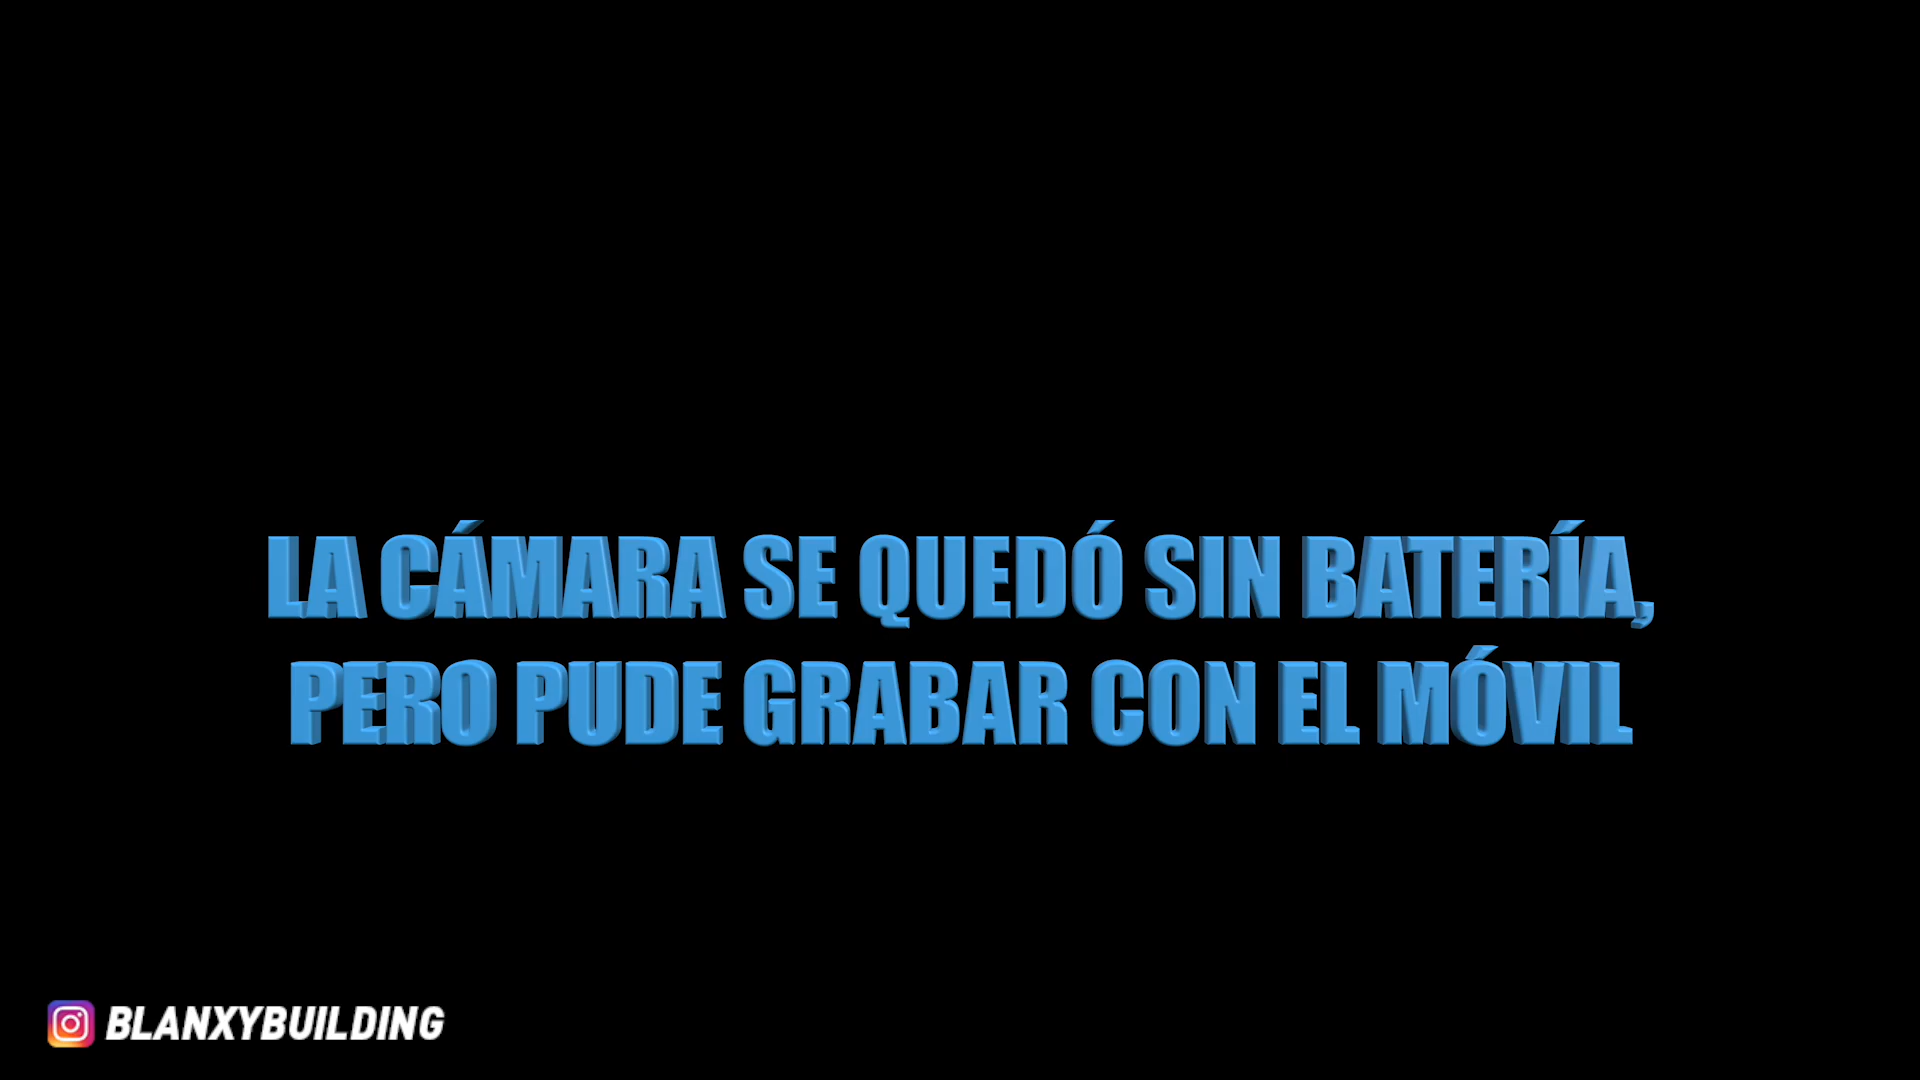 LA CÁMARA SE QUEDÓ SIN BATERÍA,
PERO PUDE GRABAR CON EL MÓVIL
BLANXYBUILDING